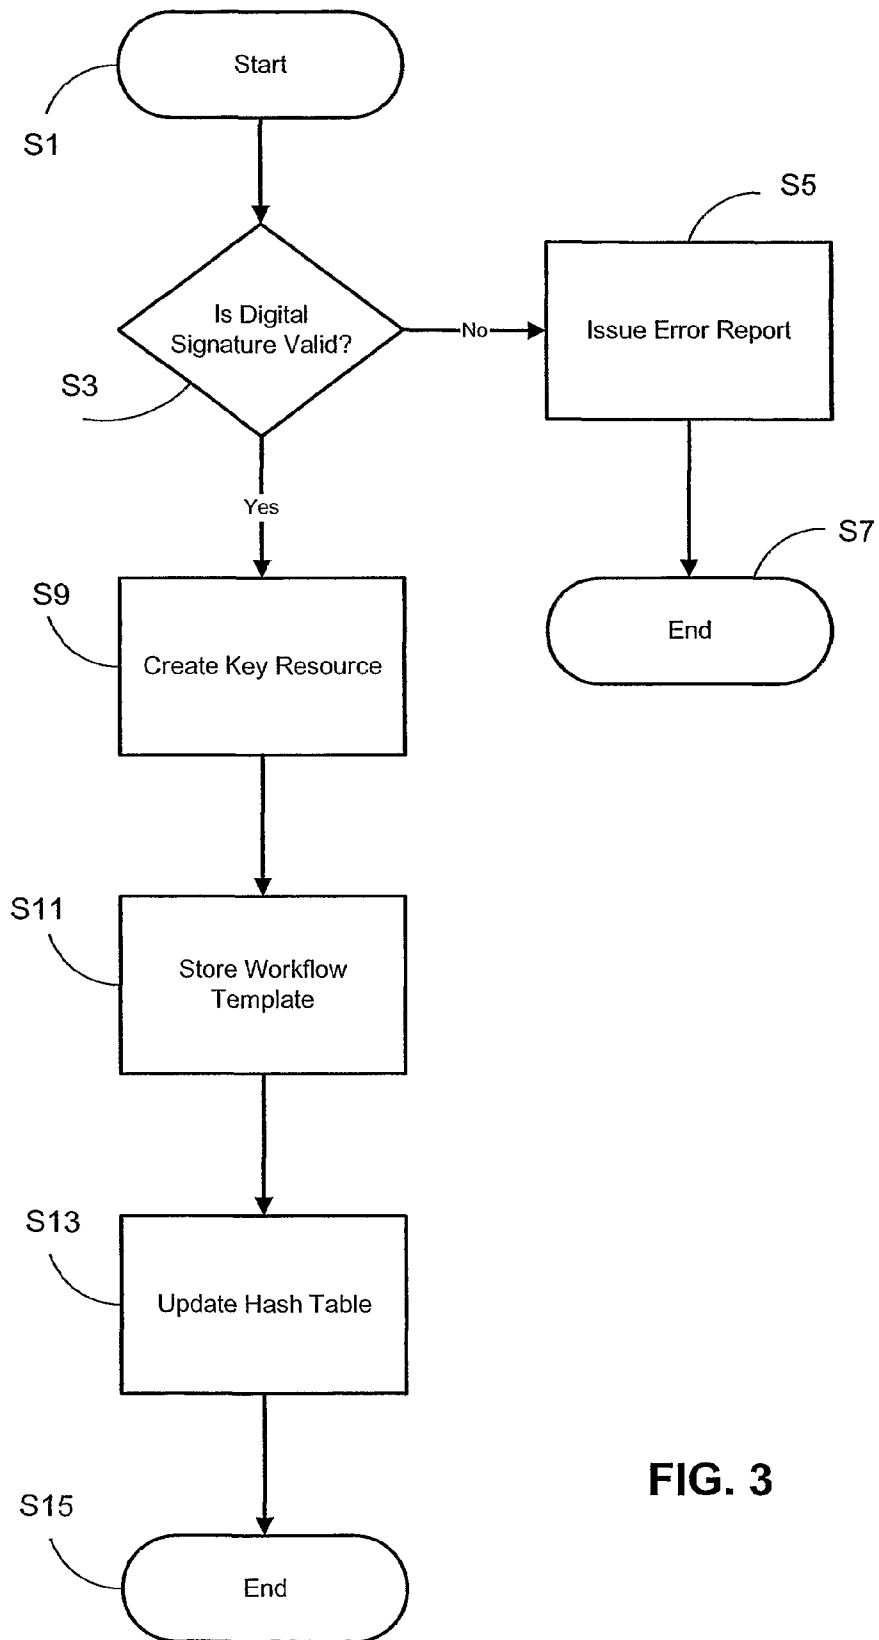 Start
S1
S5
Is Digital
Signature Valid?
No
Issue Error Report
S3
Yes
S7
End
S9
Create Key Resource
S11
Store Workflow
Template
S13
Update Hash Table
FIG. 3
S15
End